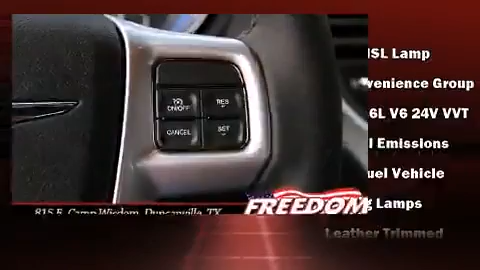 HSL Lamp
venience Group
6L V6 24V VVT
l Emissions
uel Vehicle
g Lamps
Leather Trimmed
ON/OFF
RES
CANCEL
SET
815 E. Camp Wisdom, Duncanville, TX
FREEDOM